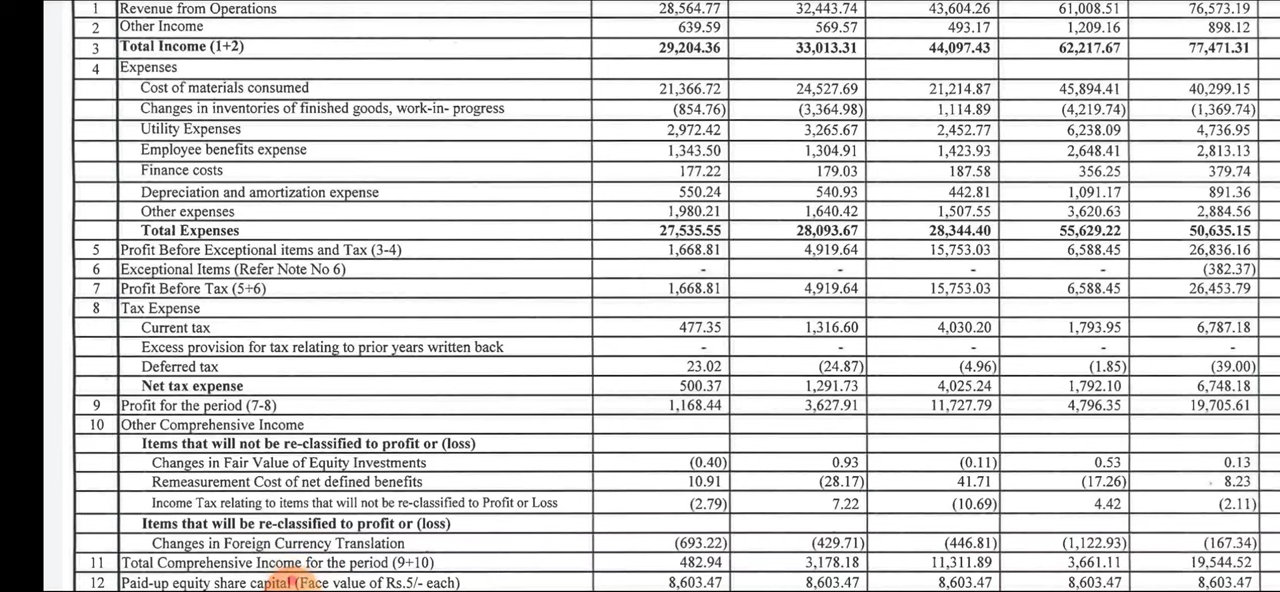 1 Revenue from Operations 28,564.77 32,443.74 43,604.26 61,008.51 76,573.19
2 Other Income 639.59 569.57 493.17 1,209.16 898.12
3 Total Income (1+2) 29,204.36 33,013.31 44,097.43 62,217.67 77,471.31
4 Expenses
Cost of materials consumed 21,366.72 24,527.69 21,214.87 45,894.41 40,299.15
Changes in inventories of finished goods, work-in- progress (854.76) (3,364.98) 1,114.89 (4,219.74) (1,369.74)
Utility Expenses 2,972.42 3,265.67 2,452.77 6,238.09 4,736.95
Employee benefits expense 1,343.50 1,304.91 1,423.93 2,648.41 2,813.13
Finance costs 177.22 179.03 187.58 356.25 379.74
Depreciation and amortization expense 550.24 540.93 442.81 1,091.17 891.36
Other expenses 1,980.21 1,640.42 1,507.55 3,620.63 2,884.56
Total Expenses 27,535.55 28,093.67 28,344.40 55,629.22 50,635.15
5 Profit Before Exceptional items and Tax (3-4) 1,668.81 4,919.64 15,753.03 6,588.45 26,836.16
6 Exceptional Items (Refer Note No 6) - - - - (382.37)
7 Profit Before Tax (5+6) 1,668.81 4,919.64 15,753.03 6,588.45 26,453.79
8 Tax Expense
Current tax 477.35 1,316.60 4,030.20 1,793.95 6,787.18
Excess provision for tax relating to prior years written back - - - - -
Deferred tax 23.02 (24.87) (4.96) (1.85) (39.00)
Net tax expense 500.37 1,291.73 4,025.24 1,792.10 6,748.18
9 Profit for the period (7-8) 1,168.44 3,627.91 11,727.79 4,796.35 19,705.61
10 Other Comprehensive Income
Items that will not be re-classified to profit or (loss)
Changes in Fair Value of Equity Investments (0.40) 0.93 (0.11) 0.53 0.13
Remeasurement Cost of net defined benefits 10.91 (28.17) 41.71 (17.26) 8.23
Income Tax relating to items that will not be re-classified to Profit or Loss (2.79) 7.22 (10.69) 4.42 (2.11)
Items that will be re-classified to profit or (loss)
Changes in Foreign Currency Translation (693.22) (429.71) (446.81) (1,122.93) (167.34)
11 Total Comprehensive Income for the period (9+10) 482.94 3,178.18 11,311.89 3,661.11 19,544.52
12 Paid-up equity share capital (Face value of Rs.5/- each) 8,603.47 8,603.47 8,603.47 8,603.47 8,603.47